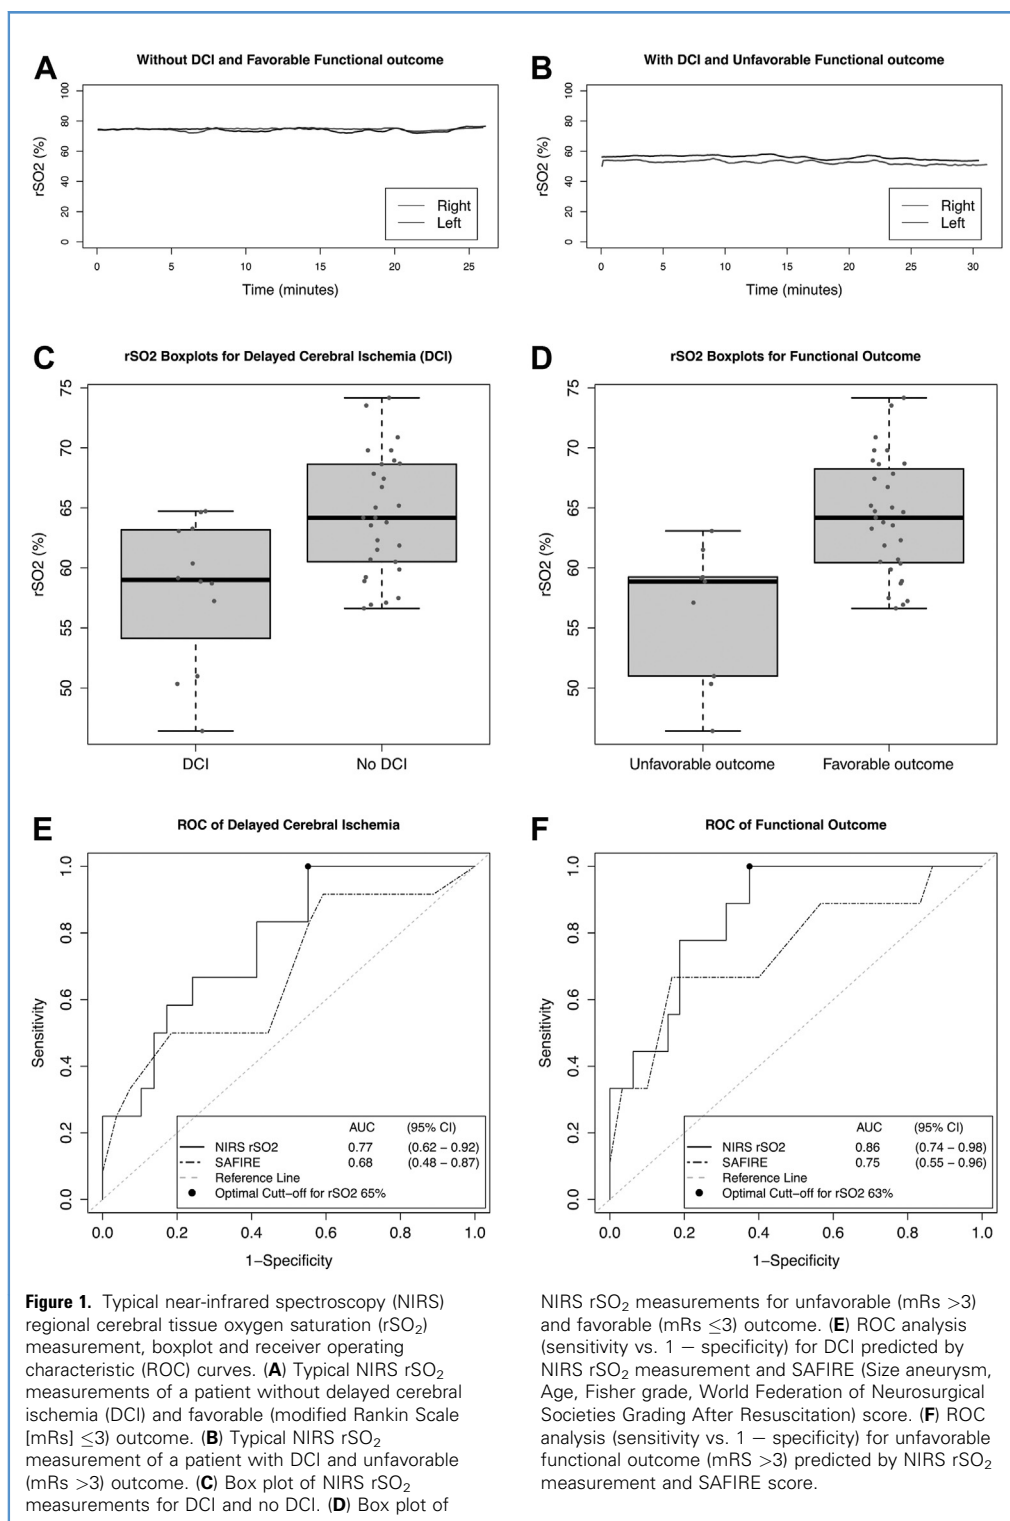 A
Without DCI and Favorable Functional outcome
rSO2 (%)
100
80
60
40
20
0
Right
Left
0 5 10 15 20 25
Time (minutes)
B
With DCI and Unfavorable Functional outcome
rSO2 (%)
100
80
60
40
20
0
Right
Left
0 5 10 15 20 25 30
Time (minutes)
C
rSO2 Boxplots for Delayed Cerebral Ischemia (DCI)
rSO2 (%)
75
70
65
60
55
50
DCI No DCI
D
rSO2 Boxplots for Functional Outcome
rSO2 (%)
75
70
65
60
55
50
Unfavorable outcome Favorable outcome
E
ROC of Delayed Cerebral Ischemia
Sensitivity
1.0
0.8
0.6
0.4
0.2
0.0
AUC (95% CI)
NIRS rSO2 0.77 (0.62 – 0.92)
SAFIRE 0.68 (0.48 – 0.87)
Reference Line
Optimal Cutt–off for rSO2 65%
0.0 0.2 0.4 0.6 0.8 1.0
1–Specificity
F
ROC of Functional Outcome
Sensitivity
1.0
0.8
0.6
0.4
0.2
0.0
AUC (95% CI)
NIRS rSO2 0.86 (0.74 – 0.98)
SAFIRE 0.75 (0.55 – 0.96)
Reference Line
Optimal Cutt–off for rSO2 63%
0.0 0.2 0.4 0.6 0.8 1.0
1–Specificity
Figure 1. Typical near-infrared spectroscopy (NIRS)
regional cerebral tissue oxygen saturation (rSO₂)
measurement, boxplot and receiver operating
characteristic (ROC) curves. (A) Typical NIRS rSO₂
measurements of a patient without delayed cerebral
ischemia (DCI) and favorable (modified Rankin Scale
[mRs] ≤3) outcome. (B) Typical NIRS rSO₂
measurement of a patient with DCI and unfavorable
(mRs >3) outcome. (C) Box plot of NIRS rSO₂
measurements for DCI and no DCI. (D) Box plot of
NIRS rSO₂ measurements for unfavorable (mRs >3)
and favorable (mRs ≤3) outcome. (E) ROC analysis
(sensitivity vs. 1 − specificity) for DCI predicted by
NIRS rSO₂ measurement and SAFIRE (Size aneurysm,
Age, Fisher grade, World Federation of Neurosurgical
Societies Grading After Resuscitation) score. (F) ROC
analysis (sensitivity vs. 1 − specificity) for unfavorable
functional outcome (mRS >3) predicted by NIRS rSO₂
measurement and SAFIRE score.